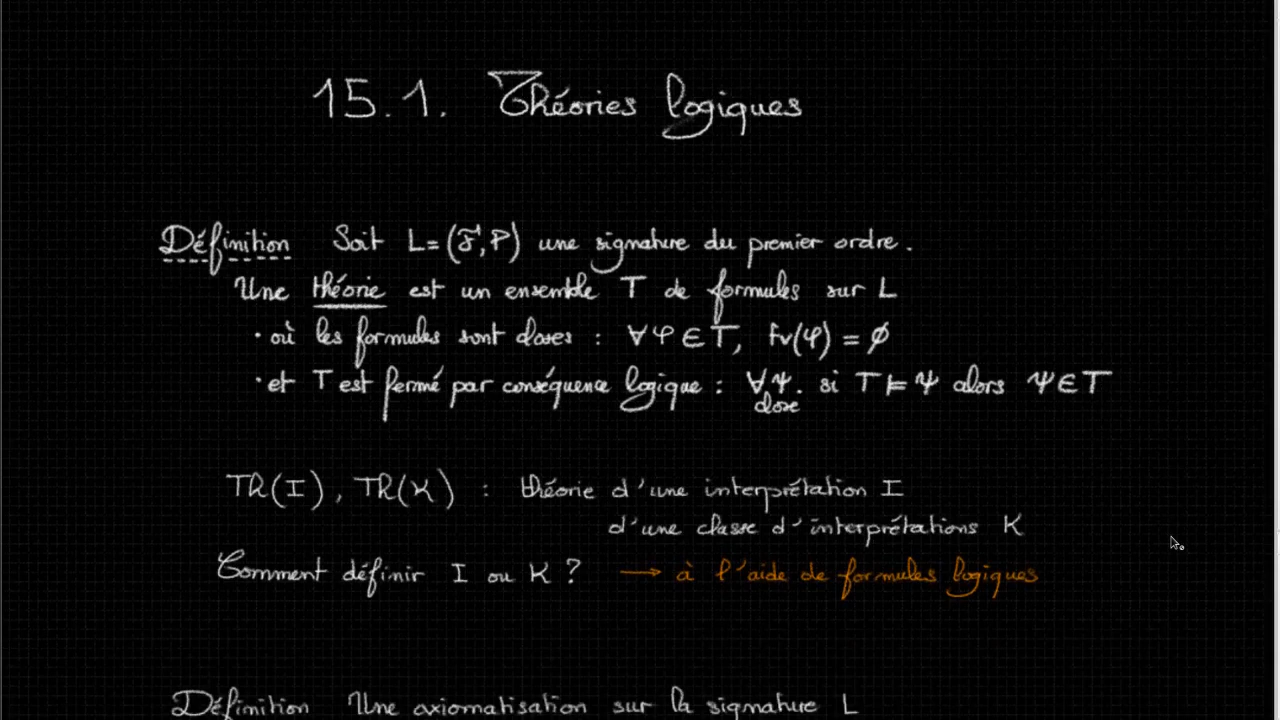 15.1. Théories logiques
Définition Soit L=(F,P) une signature du premier ordre.
Une théorie est un ensemble T de formules sur L
• où les formules sont closes : ∀φ∈T, fv(φ) = ∅
• et T est fermé par conséquence logique : ∀ψ. si T ⊨ ψ alors ψ∈T
close
Th(I), Th(K) : théorie d'une interprétation I
d'une classe d'interprétations K
Comment définir I ou K ? → à l'aide de formules logiques
Définition Une axiomatisation sur la signature L